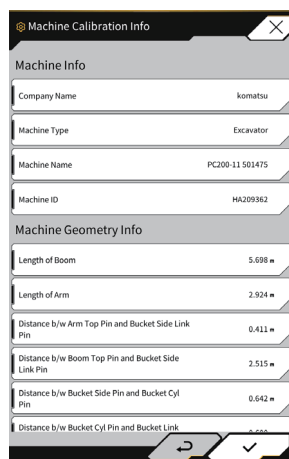 Machine Calibration Info
Machine Info
Company Name komatsu
Machine Type Excavator
Machine Name PC200-11 501475
Machine ID HA209362
Machine Geometry Info
Length of Boom 5.698 m
Length of Arm 2.924 m
Distance b/w Arm Top Pin and Bucket Side Link
Pin 0.411 m
Distance b/w Boom Top Pin and Bucket Side
Link Pin 2.515 m
Distance b/w Bucket Side Pin and Bucket Cyl
Pin 0.642 m
Distance b/w Bucket Cyl Pin and Bucket Link